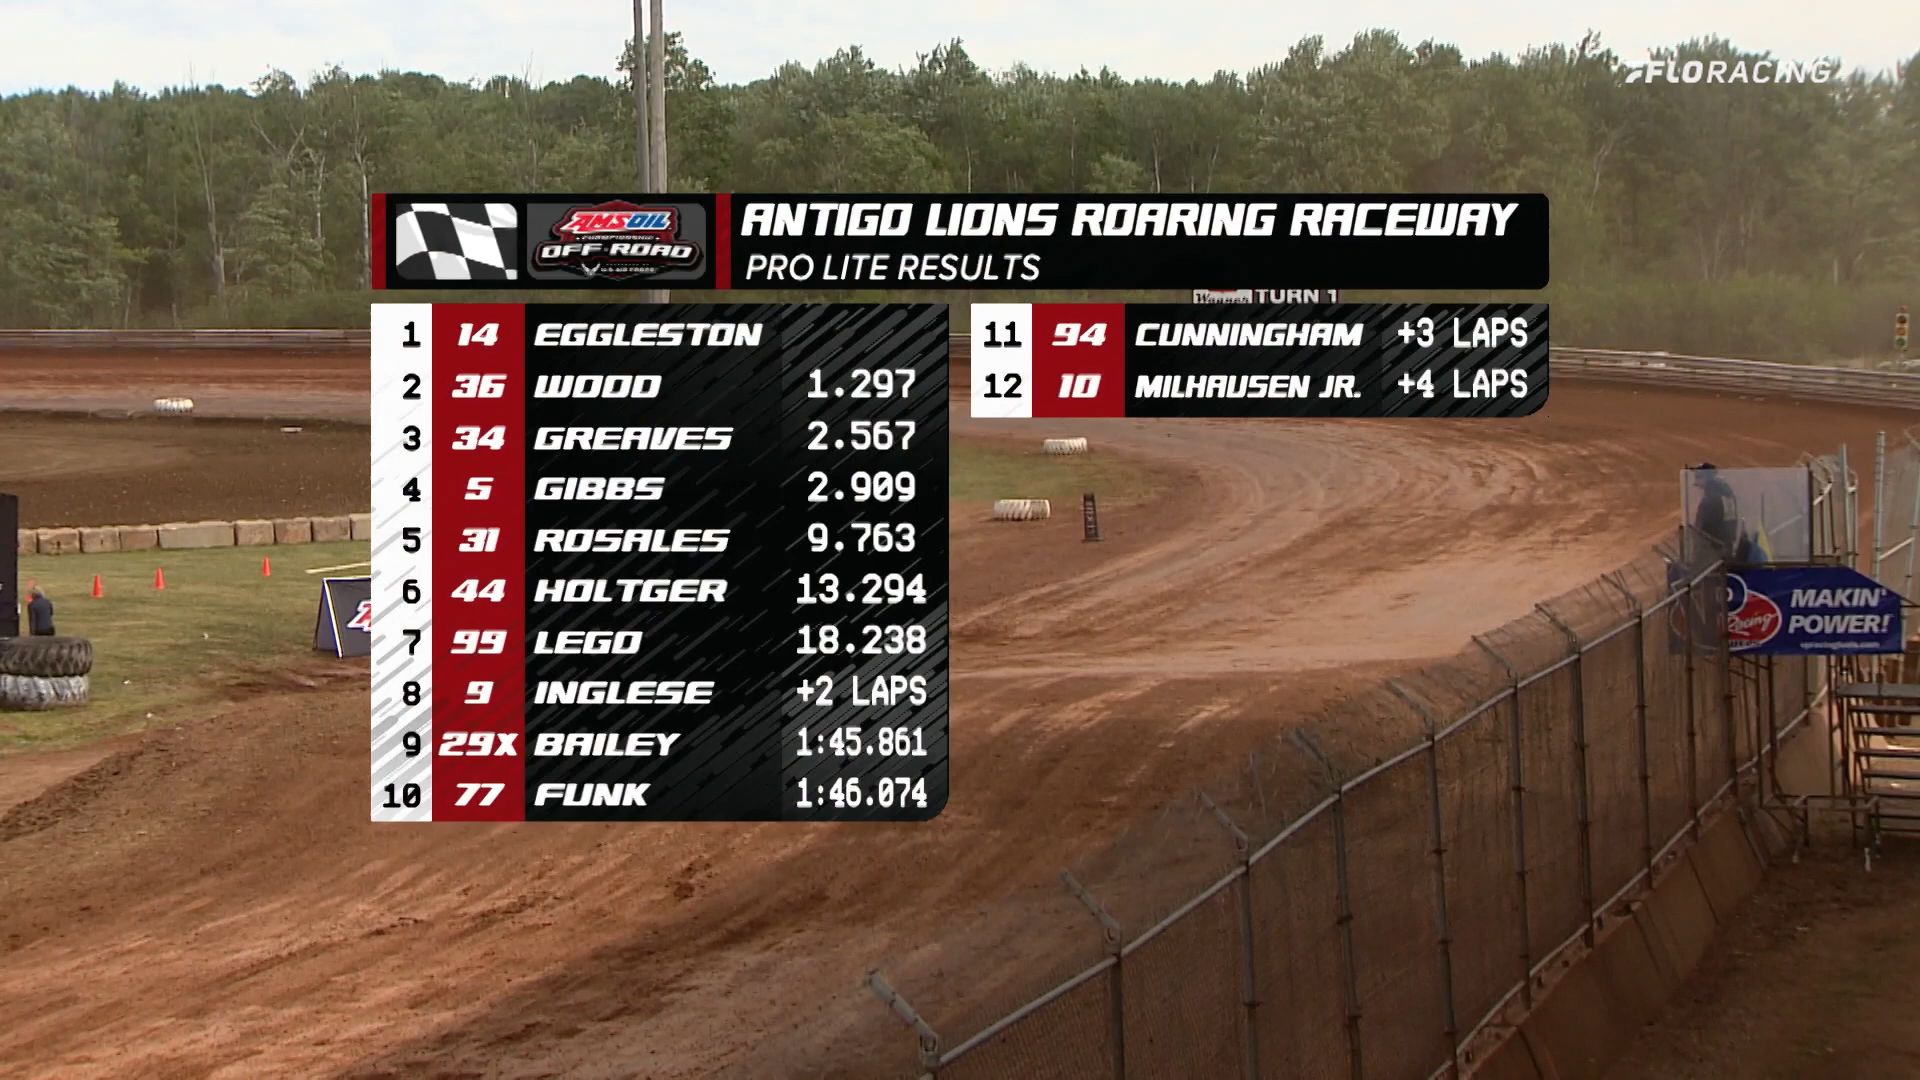 FLORACING
AMSOIL
CHAMPIONSHIP
OFF-ROAD
ANTIGO LIONS ROARING RACEWAY
PRO LITE RESULTS
TURN 1
1 14 EGGLESTON
2 36 WOOD 1.297
3 34 GREAVES 2.567
4 5 GIBBS 2.909
5 31 ROSALES 9.763
6 44 HOLTGER 13.294
7 99 LEGO 18.238
8 9 INGLESE +2 LAPS
9 29X BAILEY 1:45.861
10 77 FUNK 1:46.074
11 94 CUNNINGHAM +3 LAPS
12 10 MILHAUSEN JR. +4 LAPS
Racing
MAKIN'
POWER!